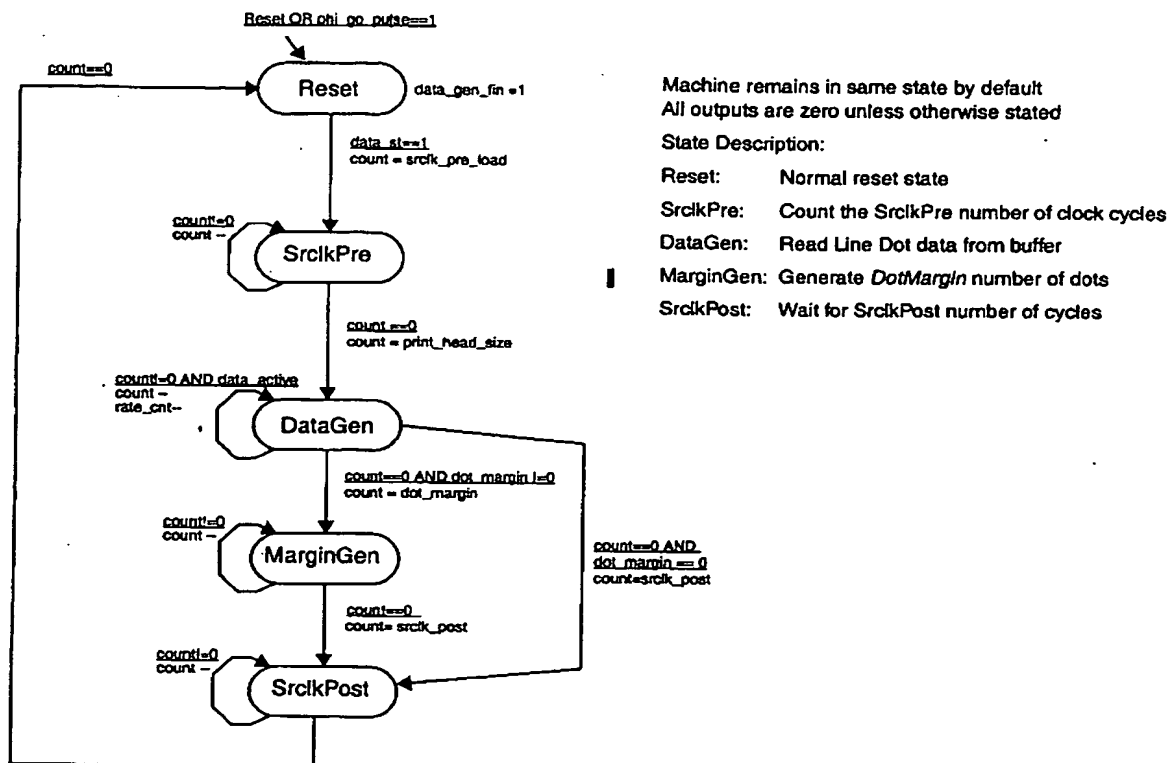 Reset OR phi_go_pulse==1
count==0
Reset
data_gen_fin =1
data_st==1
count = srclk_pre_load
count!=0
count --
SrclkPre
count ==0
count = print_head_size
count!=0 AND data_active
count --
rate_cnt--
DataGen
count==0 AND dot_margin !=0
count = dot_margin
count!=0
count --
MarginGen
count==0 AND
dot_margin == 0
count=srclk_post
count==0
count= srclk_post
count!=0
count --
SrclkPost
Machine remains in same state by default
All outputs are zero unless otherwise stated
State Description:
Reset: Normal reset state
SrclkPre: Count the SrclkPre number of clock cycles
DataGen: Read Line Dot data from buffer
MarginGen: Generate DotMargin number of dots
SrclkPost: Wait for SrclkPost number of cycles